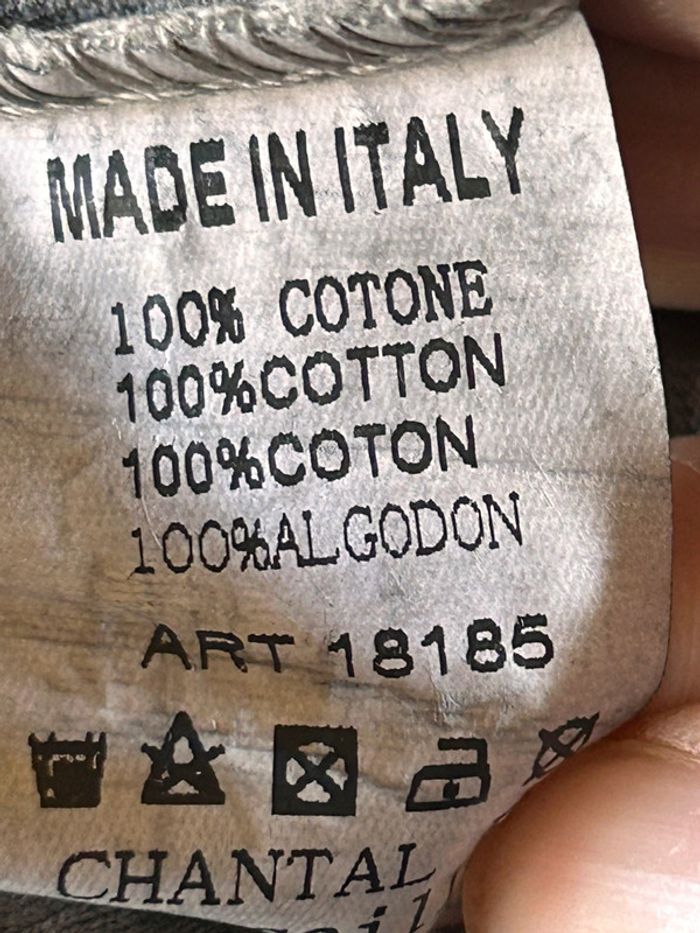 MADE IN ITALY
100% COTONE
100%COTTON
100%COTON
100%ALGODON
ART 18185
CHANTAL